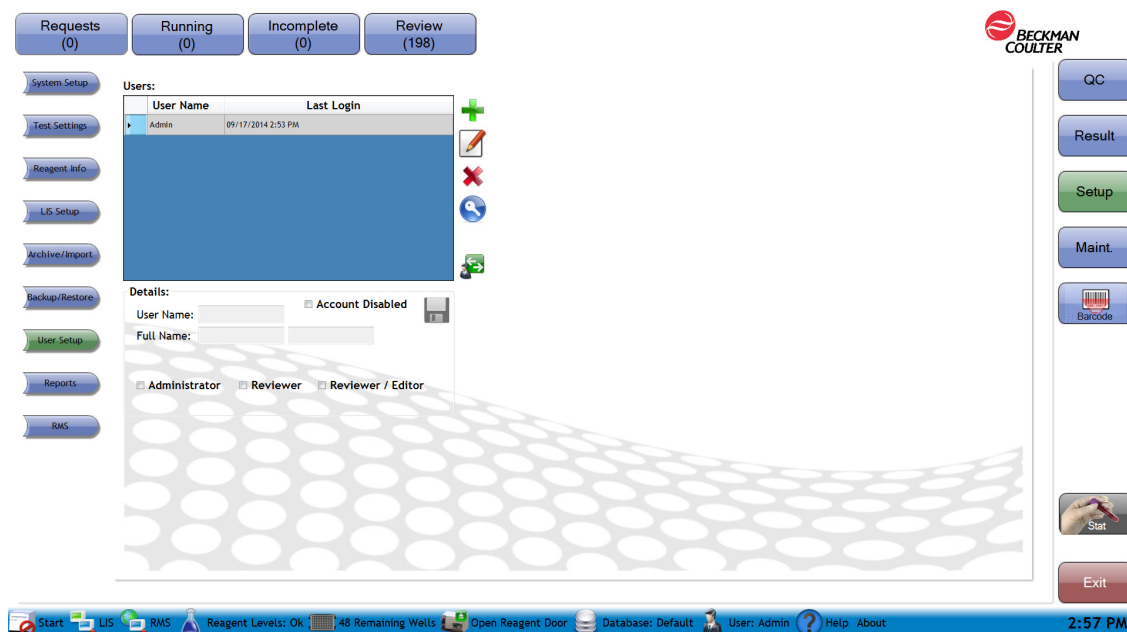 Requests
(0)
Running
(0)
Incomplete
(0)
Review
(198)
BECKMAN
COULTER
System Setup
Test Settings
Reagent Info
LIS Setup
Archive/Import
Backup/Restore
User Setup
Reports
RMS
Users:
User Name Last Login
Admin 09/17/2014 2:53 PM
Details:
Account Disabled
User Name:
Full Name:
Administrator Reviewer Reviewer / Editor
QC
Result
Setup
Maint.
Barcode
Stat
Exit
Start LIS RMS Reagent Levels: Ok 48 Remaining Wells Open Reagent Door Database: Default User: Admin Help About 2:57 PM